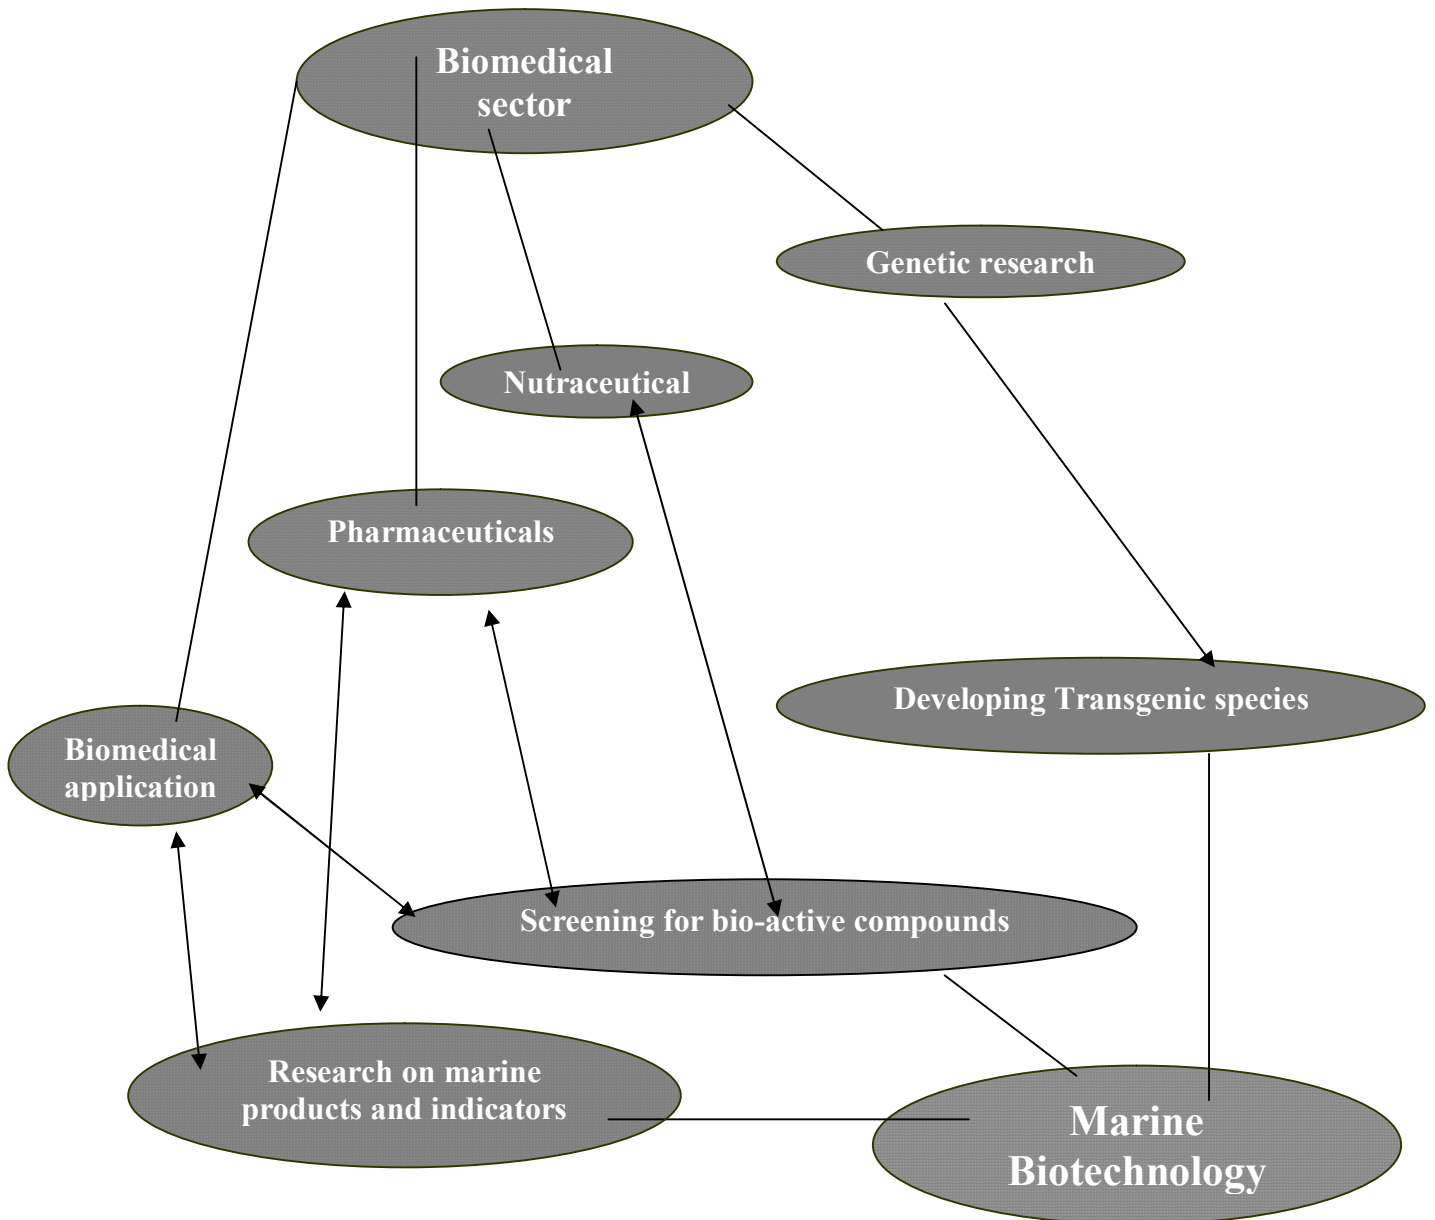 Biomedical
sector
Genetic research
Nutraceutical
Pharmaceuticals
Developing Transgenic species
Biomedical
application
Screening for bio-active compounds
Research on marine
products and indicators
Marine
Biotechnology